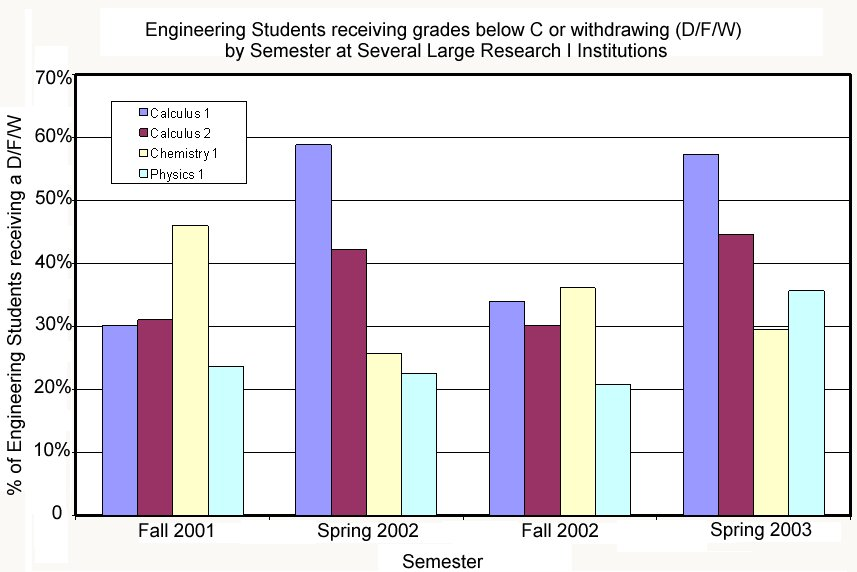 Engineering Students receiving grades below C or withdrawing (D/F/W)
by Semester at Several Large Research I Institutions
% of Engineering Students receiving a D/F/W
70%
60%
50%
40%
30%
20%
10%
0
Calculus 1
Calculus 2
Chemistry 1
Physics 1
Fall 2001
Spring 2002
Fall 2002
Spring 2003
Semester